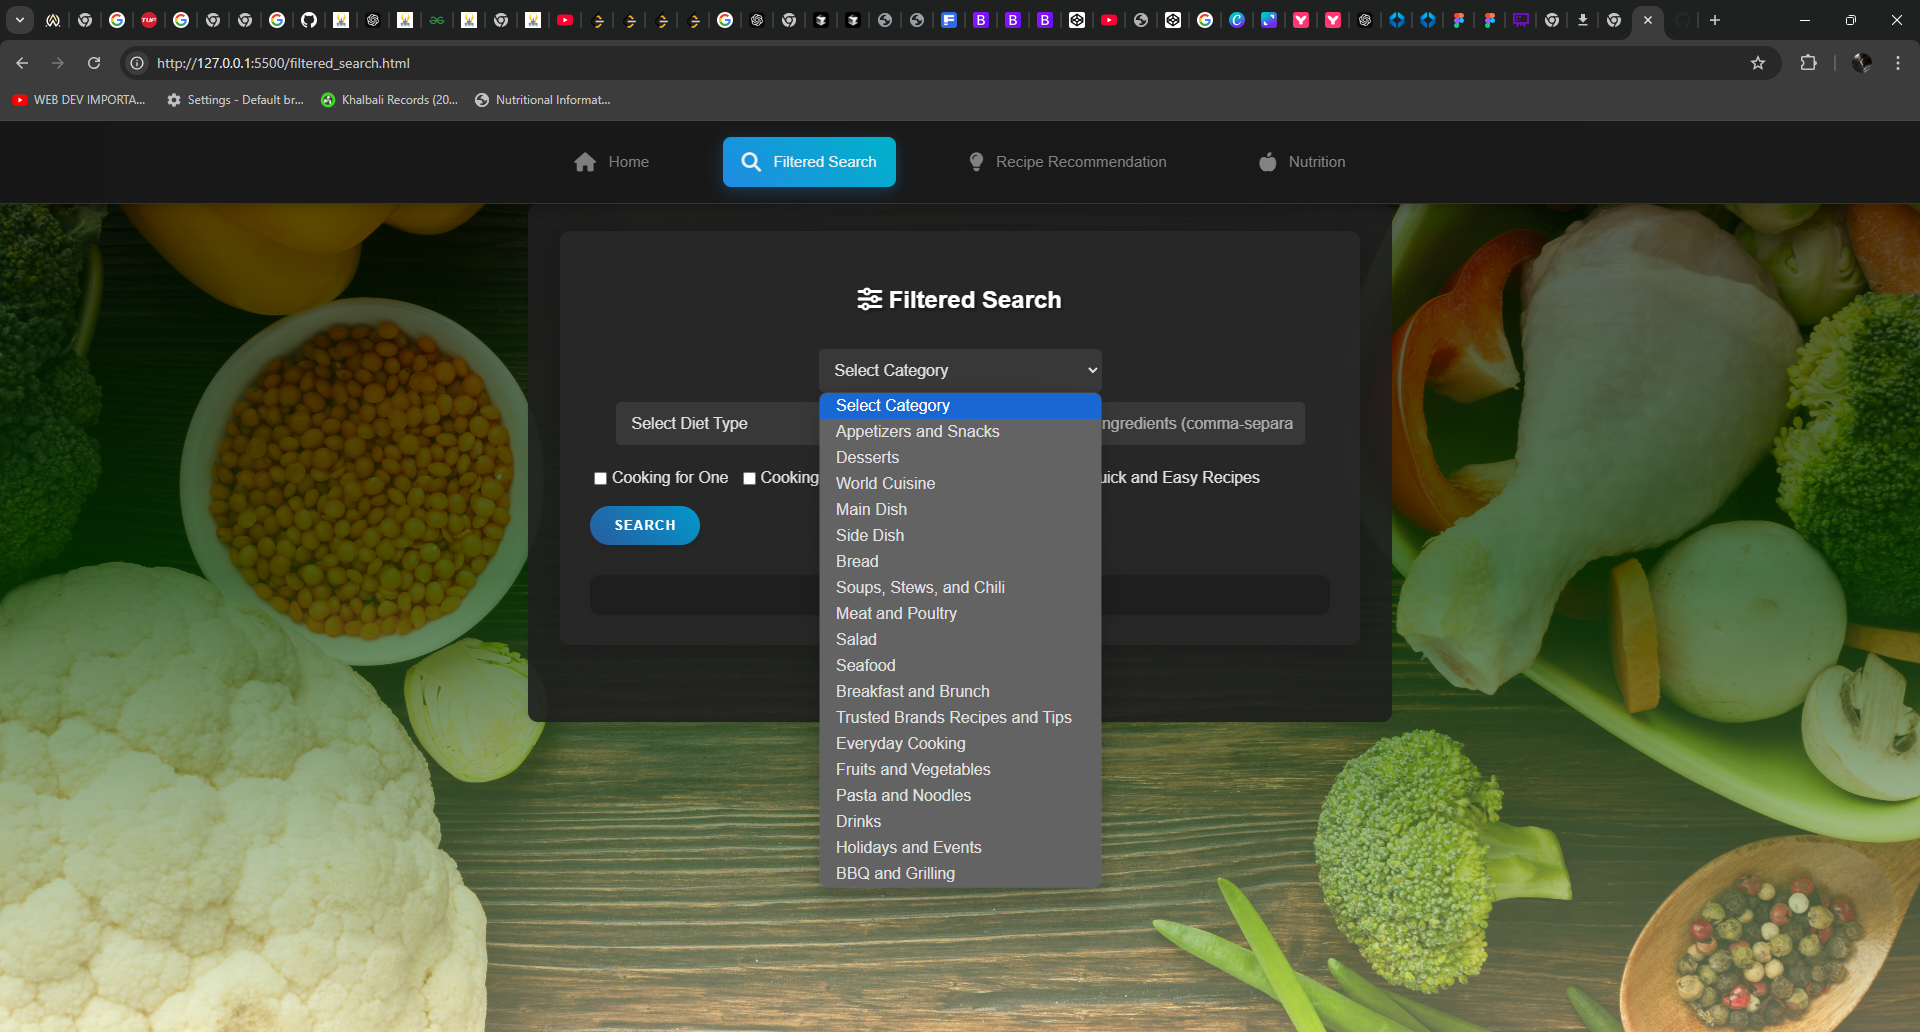 http://127.0.0.1:5500/filtered_search.html
WEB DEV IMPORTA... Settings - Default br... Khalbali Records (20... Nutritional Informat...
Home Filtered Search Recipe Recommendation Nutrition
Filtered Search
Select Category
Select Diet Type
ngredients (comma-separa
Cooking for One Cooking
ick and Easy Recipes
SEARCH
Select Category
Appetizers and Snacks
Desserts
World Cuisine
Main Dish
Side Dish
Bread
Soups, Stews, and Chili
Meat and Poultry
Salad
Seafood
Breakfast and Brunch
Trusted Brands Recipes and Tips
Everyday Cooking
Fruits and Vegetables
Pasta and Noodles
Drinks
Holidays and Events
BBQ and Grilling